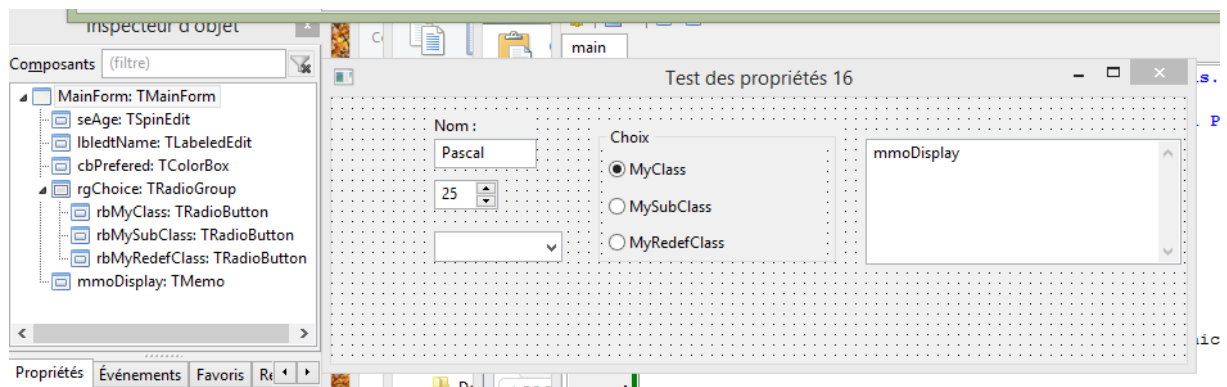 Inspecteur d'objet
main
Composants (filtre)
MainForm: TMainForm
seAge: TSpinEdit
lbledtName: TLabeledEdit
cbPrefered: TColorBox
rgChoice: TRadioGroup
rbMyClass: TRadioButton
rbMySubClass: TRadioButton
rbMyRedefClass: TRadioButton
mmoDisplay: TMemo
Propriétés Événements Favoris
Test des propriétés 16
Nom :
Pascal
25
Choix
MyClass
MySubClass
MyRedefClass
mmoDisplay